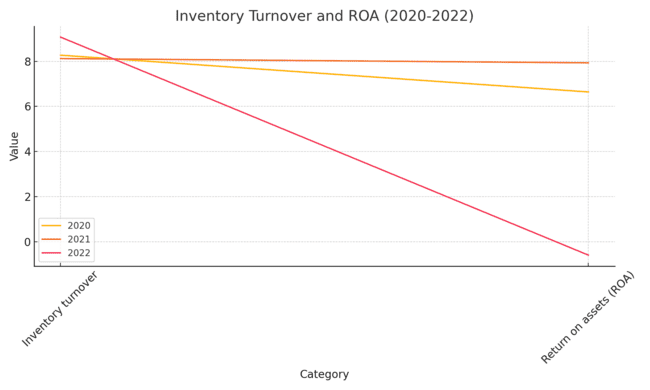 Inventory Turnover and ROA (2020-2022)
Value
8
6
4
2
0
2020
2021
2022
Inventory turnover
Return on assets (ROA)
Category